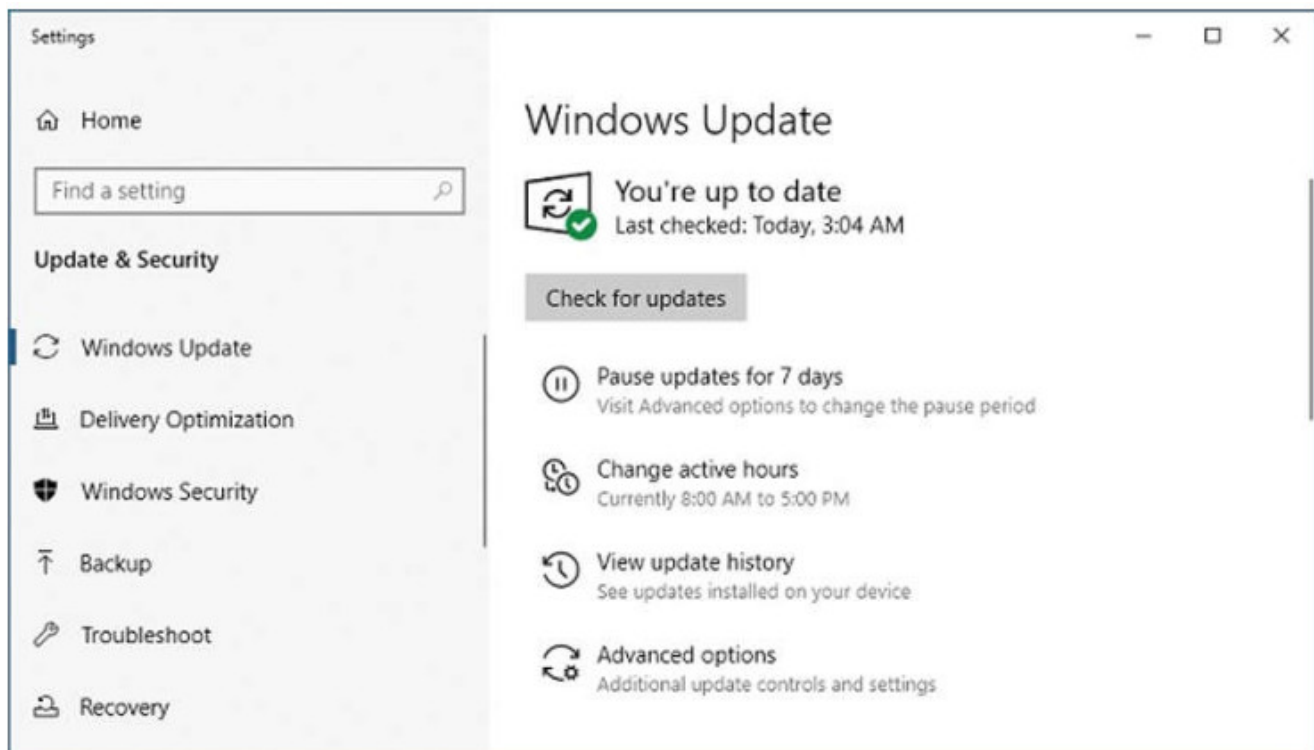 Settings
Home
Find a setting
Update & Security
Windows Update
Delivery Optimization
Windows Security
Backup
Troubleshoot
Recovery
Windows Update
You're up to date
Last checked: Today, 3:04 AM
Check for updates
Pause updates for 7 days
Visit Advanced options to change the pause period
Change active hours
Currently 8:00 AM to 5:00 PM
View update history
See updates installed on your device
Advanced options
Additional update controls and settings